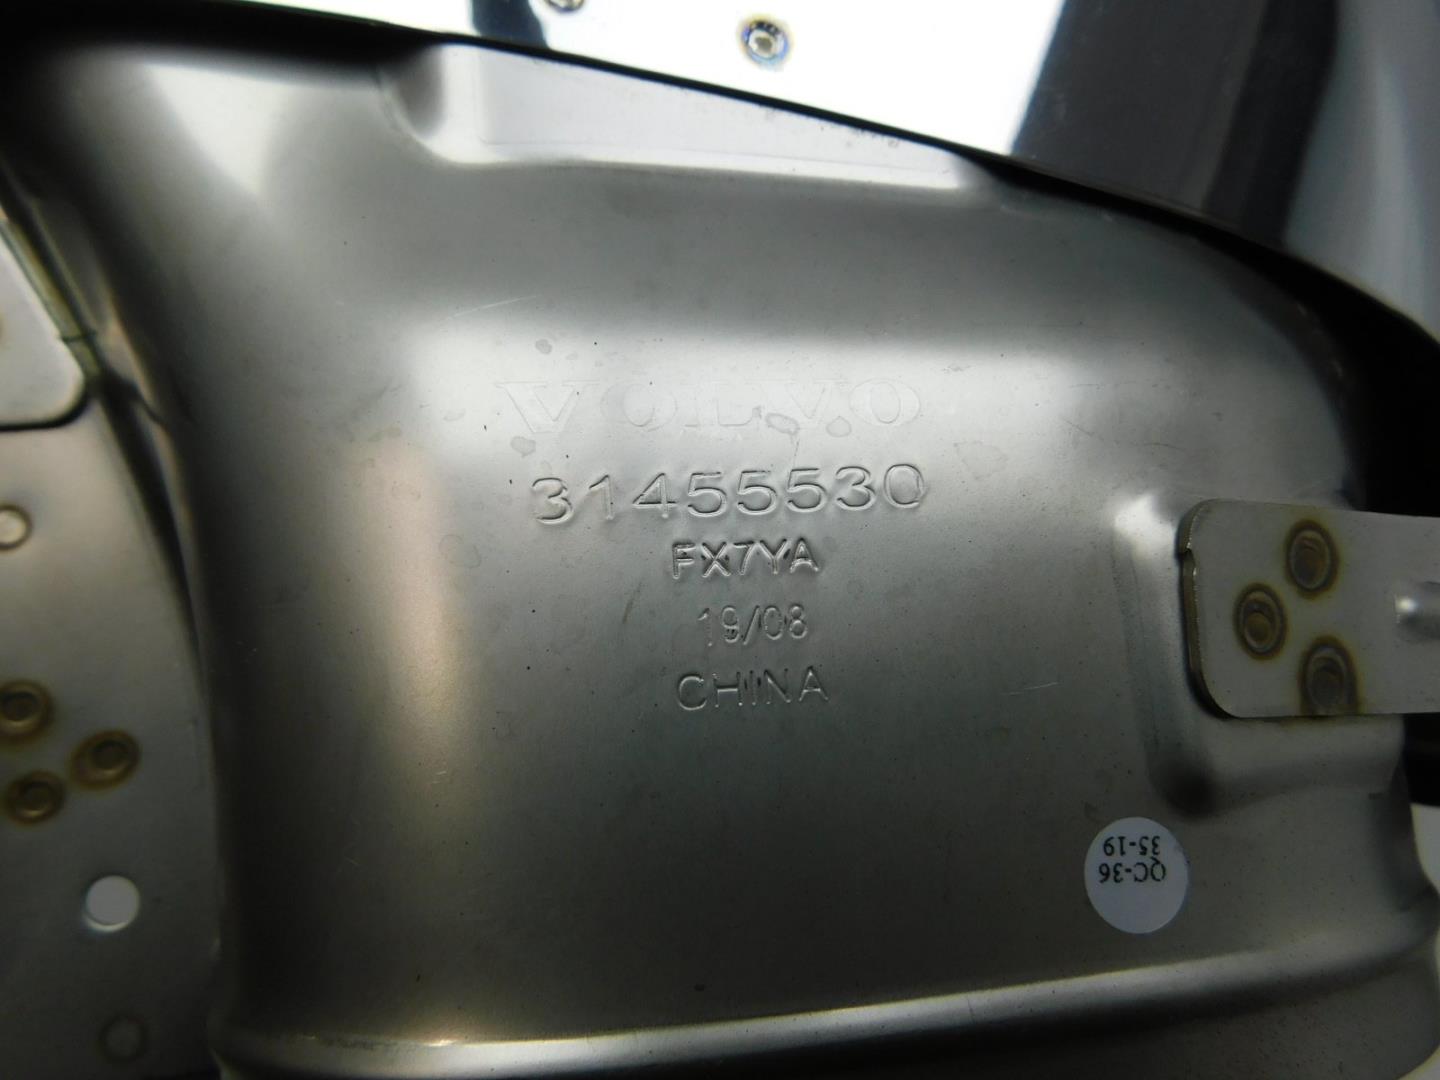 VOLVO
31455530
FX7YA
19/08
CHINA
QC-36
35-19